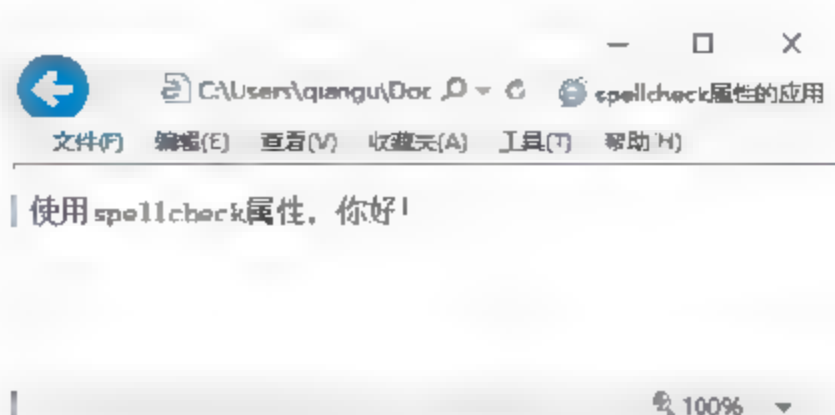 C:\Users\qiangu\Doc spellcheck属性的应用
文件(F) 编辑(E) 查看(V) 收藏夹(A) 工具(T) 帮助(H)
使用spellcheck属性，你好！
100%